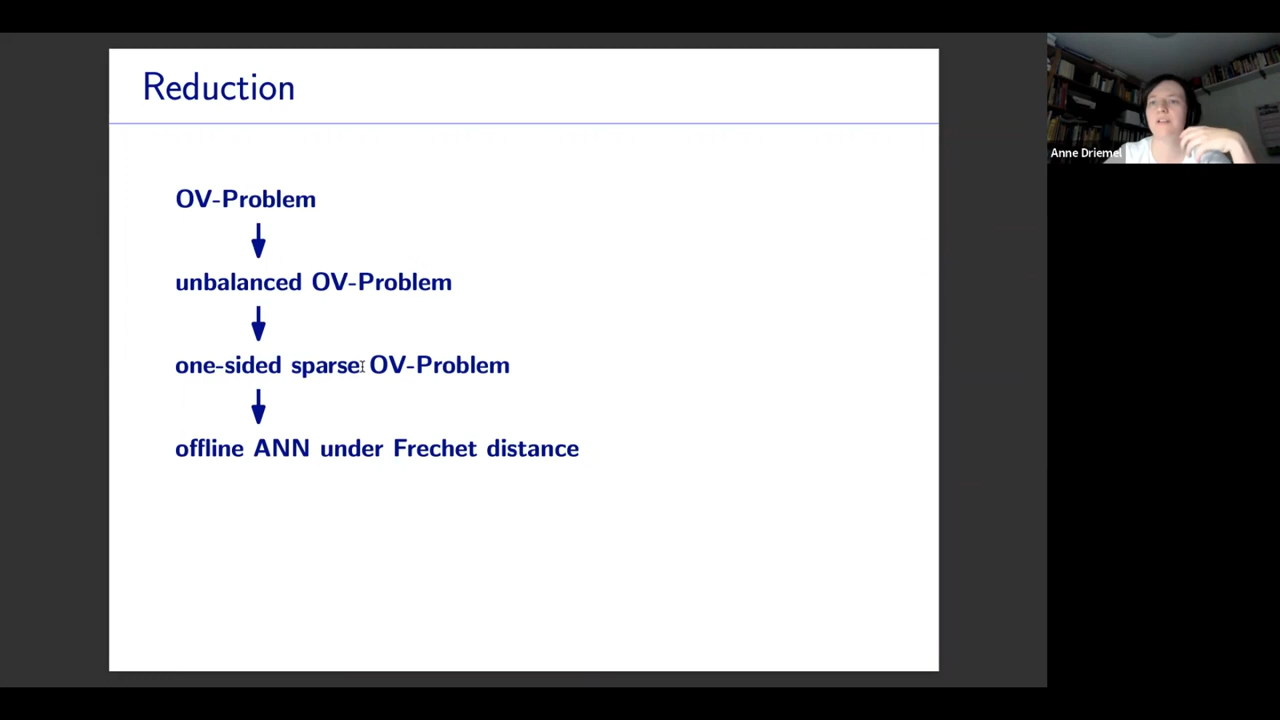 Reduction
OV-Problem
unbalanced OV-Problem
one-sided sparse OV-Problem
offline ANN under Frechet distance
Anne Driemel